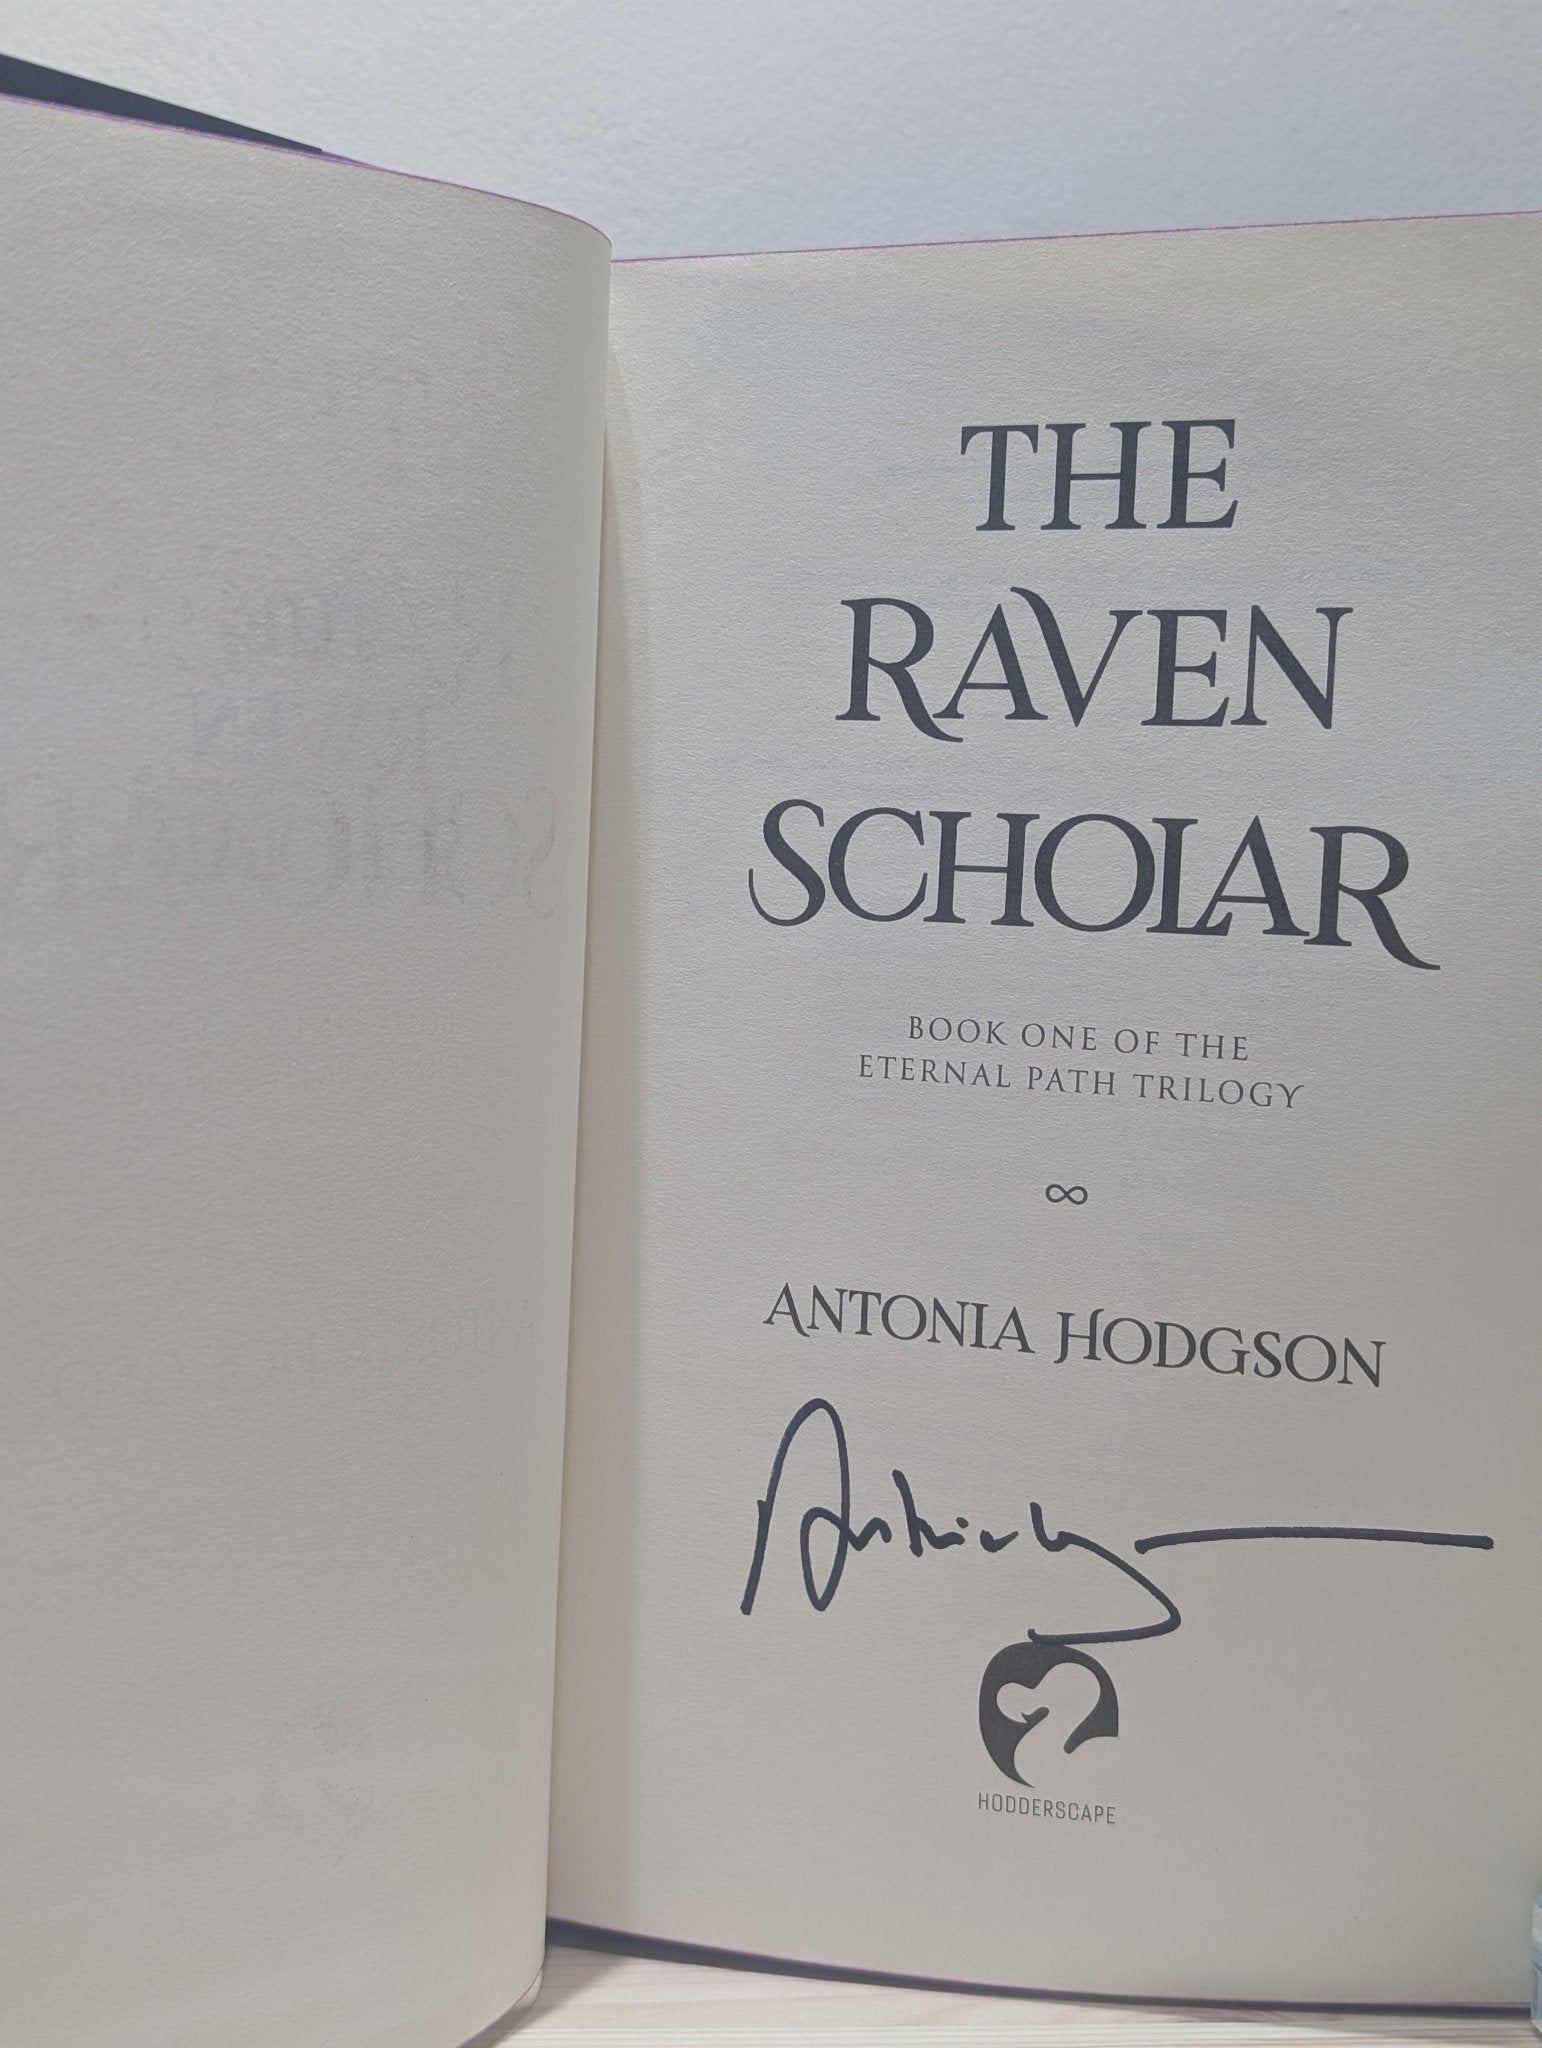 THE
RAVEN
SCHOLAR
BOOK ONE OF THE
ETERNAL PATH TRILOGY
∞
ANTONIA HODGSON
HODDERSCAPE